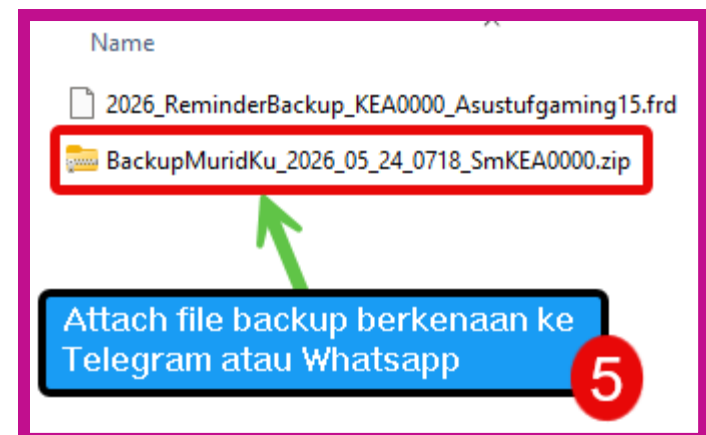 Name
2026_ReminderBackup_KEA0000_Asustufgaming15.frd
BackupMuridKu_2026_05_24_0718_SmKEA0000.zip
Attach file backup berkenaan ke
Telegram atau Whatsapp
5